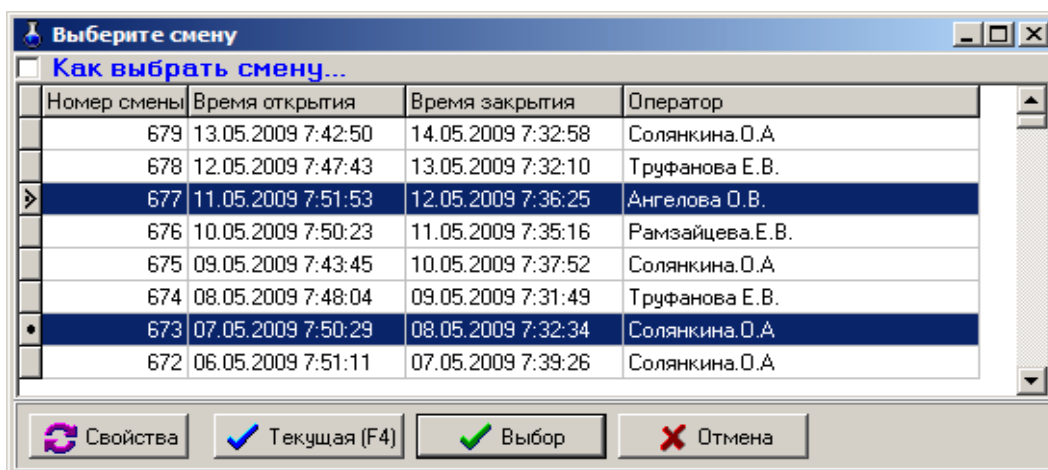 Выберите смену
Как выбрать смену...
Номер смены Время открытия Время закрытия Оператор
679 13.05.2009 7:42:50 14.05.2009 7:32:58 Солянкина.О.А
678 12.05.2009 7:47:43 13.05.2009 7:32:10 Труфанова Е.В.
677 11.05.2009 7:51:53 12.05.2009 7:36:25 Ангелова О.В.
676 10.05.2009 7:50:23 11.05.2009 7:35:16 Рамзайцева.Е.В.
675 09.05.2009 7:43:45 10.05.2009 7:37:52 Солянкина.О.А
674 08.05.2009 7:48:04 09.05.2009 7:31:49 Труфанова Е.В.
673 07.05.2009 7:50:29 08.05.2009 7:32:34 Солянкина.О.А
672 06.05.2009 7:51:11 07.05.2009 7:39:26 Солянкина.О.А
Свойства Текущая (F4) Выбор Отмена